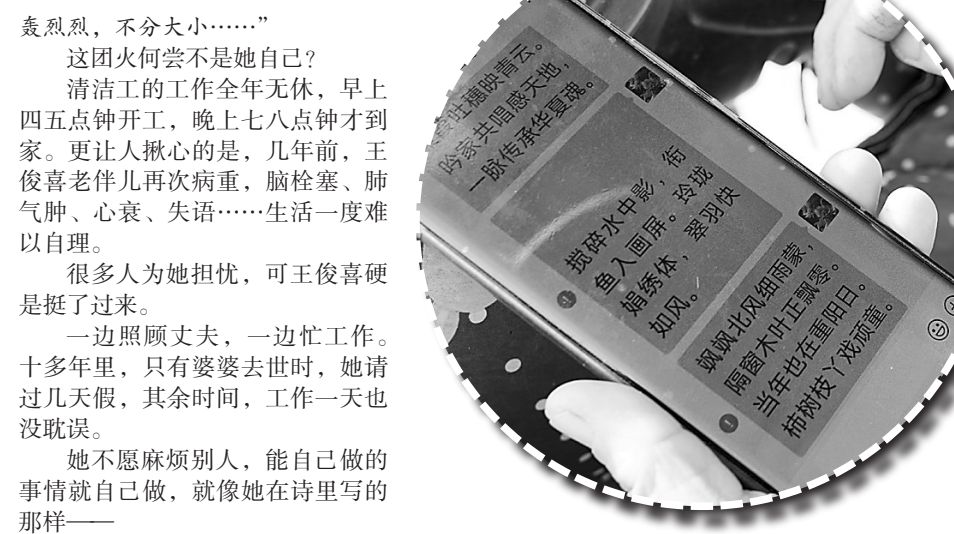 轰烈烈，不分大小……”
这团火何尝不是她自己？
清洁工的工作全年无休，早上
四五点钟开工，晚上七八点钟才到
家。更让人揪心的是，几年前，王
俊喜老伴儿再次病重，脑栓塞、肺
气肿、心衰、失语……生活一度难
以自理。
很多人为她担忧，可王俊喜硬
是挺了过来。
一边照顾丈夫，一边忙工作。
十多年里，只有婆婆去世时，她请
过几天假，其余时间，工作一天也
没耽误。
她不愿麻烦别人，能自己做的
事情就自己做，就像她在诗里写的
那样——
吐穗映青云。
吟家共唱感天地，
一脉传承华夏魂。
揽碎水中影，衔
鱼入画屏。玲珑
娟绣体，翠羽快
如风。
飒飒北风细雨蒙，
隔窗木叶正飘零。
当年也在重阳日。
柿树枝丫戏顽童。